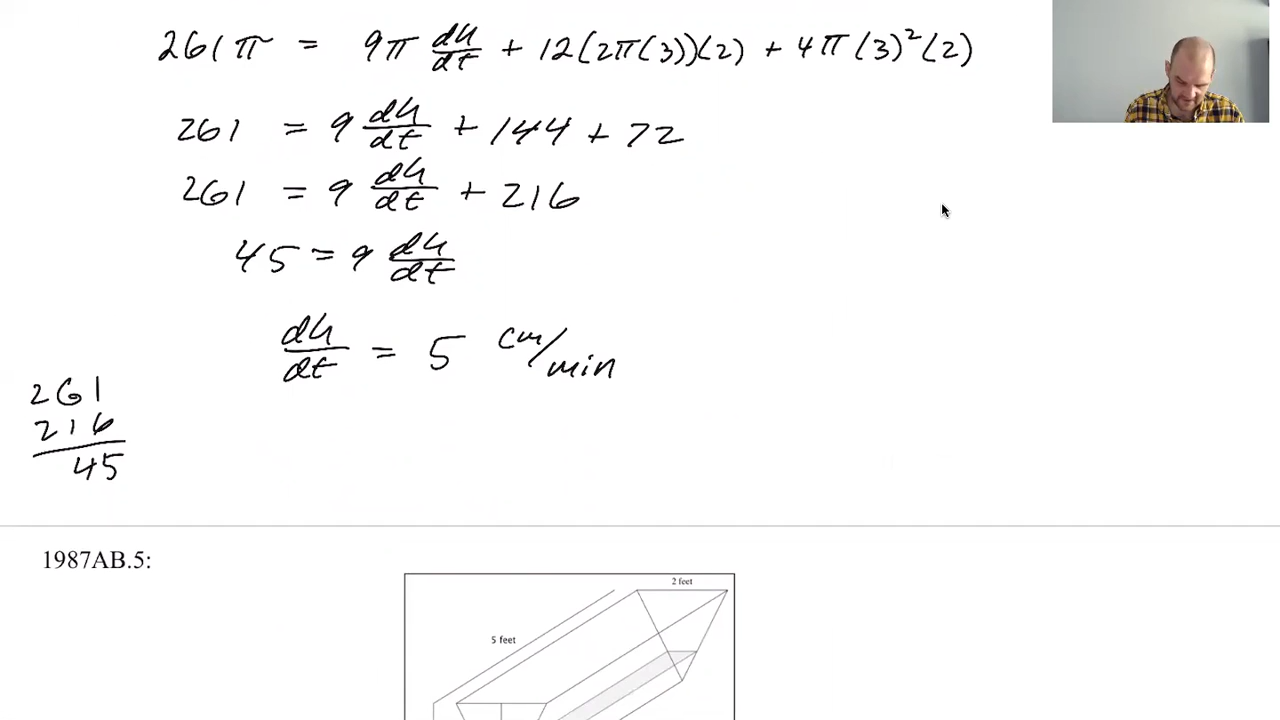 261π = 9π dh/dt + 12(2π(3))(2) + 4π(3)²(2)
261 = 9 dh/dt + 144 + 72
261 = 9 dh/dt + 216
45 = 9 dh/dt
dh/dt = 5 cm/min
261
216
45
1987AB.5:
2 feet
5 feet